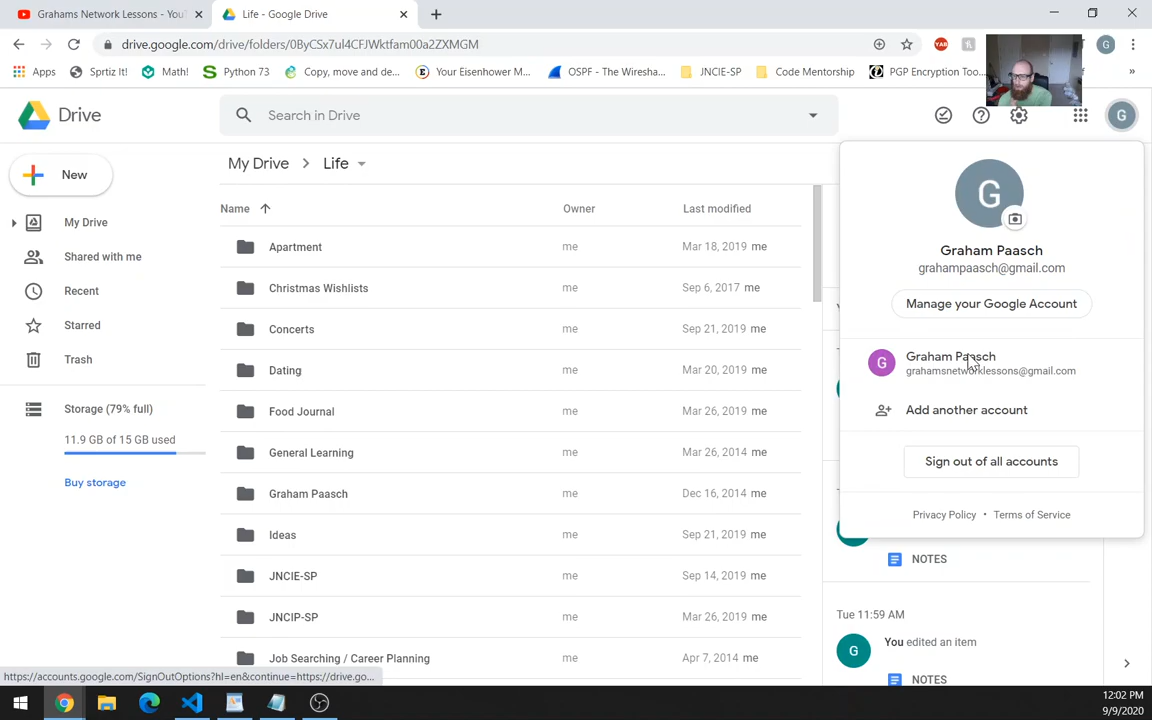 Grahams Network Lessons - You
Life - Google Drive
drive.google.com/drive/folders/0ByCSx7ul4CFJWktfam00a2ZXMGM
YAR
G
Apps
Sprtiz It!
Math!
Python 73
Copy, move and de...
Your Eisenhower M...
OSPF - The Wiresha...
JNCIE-SP
Code Mentorship
PGP Encryption Too...
»
Drive
Search in Drive
G
New
My Drive
Life
My Drive
Shared with me
Recent
Starred
Trash
Storage (79% full)
11.9 GB of 15 GB used
Buy storage
Name
Owner
Last modified
Apartment me Mar 18, 2019 me
Christmas Wishlists me Sep 6, 2017 me
Concerts me Sep 21, 2019 me
Dating me Mar 20, 2019 me
Food Journal me Mar 26, 2019 me
General Learning me Mar 26, 2014 me
Graham Paasch me Dec 16, 2014 me
Ideas me Sep 21, 2019 me
JNCIE-SP me Sep 14, 2019 me
JNCIP-SP me Mar 26, 2019 me
Job Searching / Career Planning me Apr 7, 2014 me
G
Graham Paasch
grahampaasch@gmail.com
Manage your Google Account
G
Graham Paasch
grahamsnetworklessons@gmail.com
Add another account
Sign out of all accounts
Privacy Policy • Terms of Service
NOTES
Tue 11:59 AM
G
You edited an item
NOTES
https://accounts.google.com/SignOutOptions?hl=en&continue=https://drive.go...
12:02 PM
9/9/2020